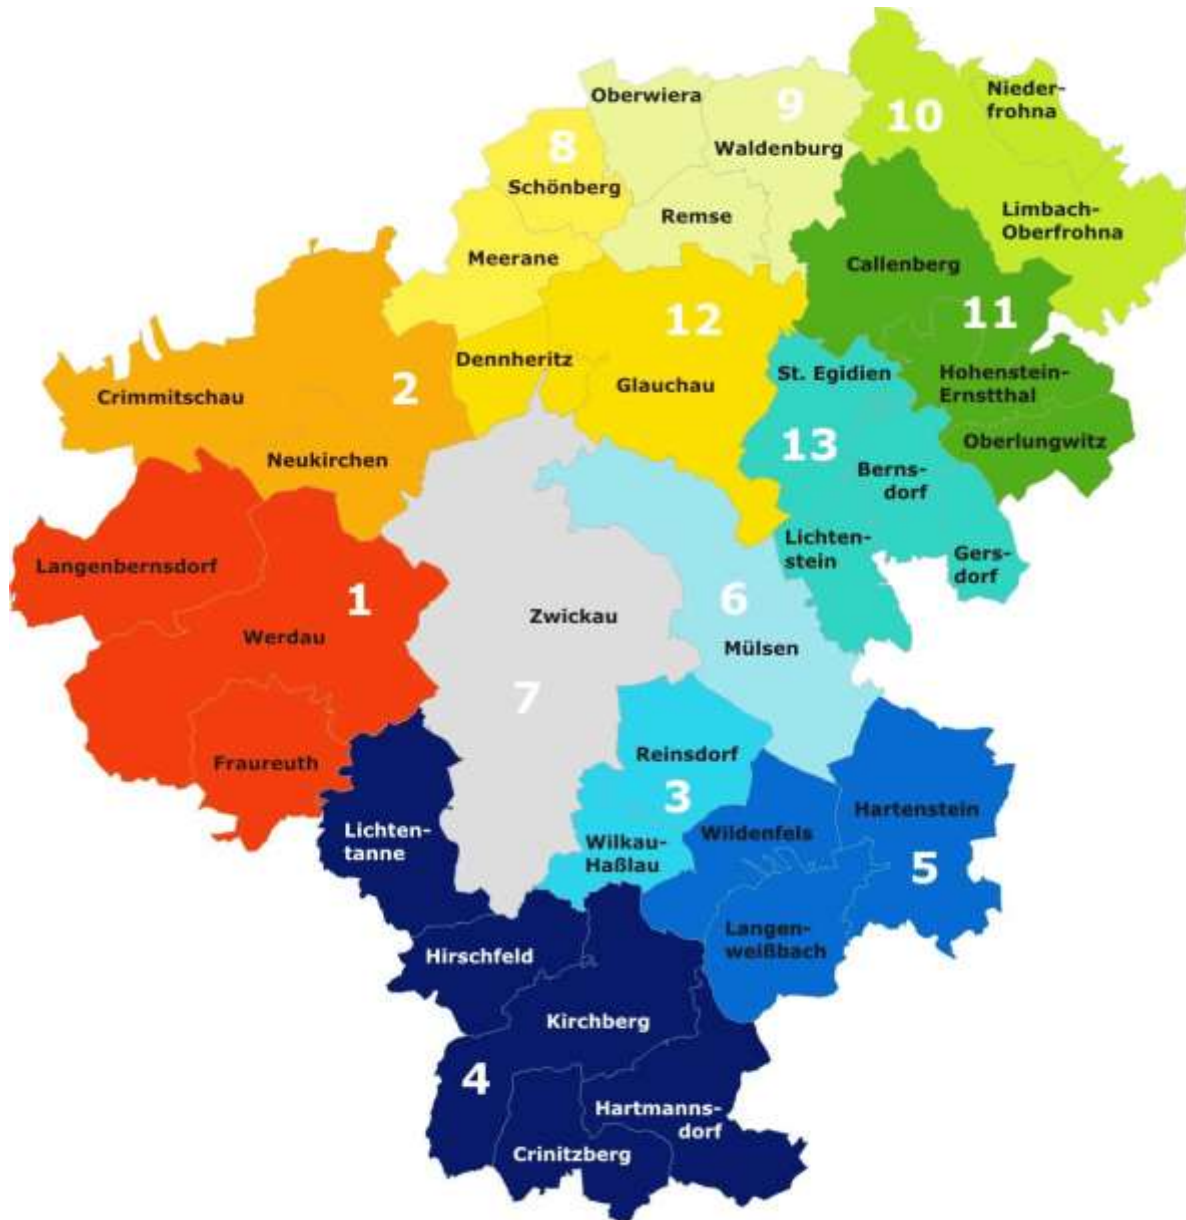 Oberwiera
9
10
Nieder-
frohna
8
Waldenburg
Schönberg
Remse
Limbach-
Oberfrohna
Meerane
Callenberg
12
11
Dennheritz
Glauchau
St. Egidien
Hohenstein-
Ernstthal
Crimmitschau
2
Neukirchen
13
Oberlungwitz
Berns-
dorf
Langenbernsdorf
Lichten-
stein
Gers-
dorf
1
Zwickau
6
Werdau
Mülsen
7
Fraureuth
Reinsdorf
3
Hartenstein
Lichten-
tanne
Wilkau-
Haßlau
Wildenfels
5
Hirschfeld
Langen-
weißbach
Kirchberg
4
Hartmanns-
dorf
Crinitzberg